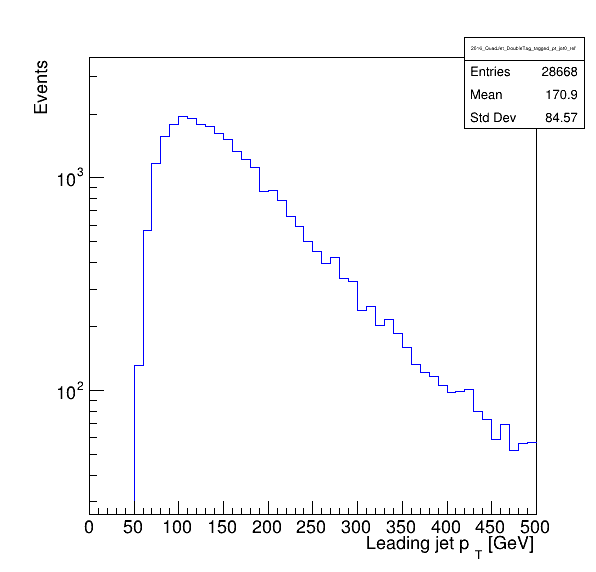 2016_QuadJet_DoubleTag_tagged_pt_jet0_ref
Entries 28668
Mean 170.9
Std Dev 84.57
Events
10³
10²
0 50 100 150 200 250 300 350 400 450 500
Leading jet p_T [GeV]